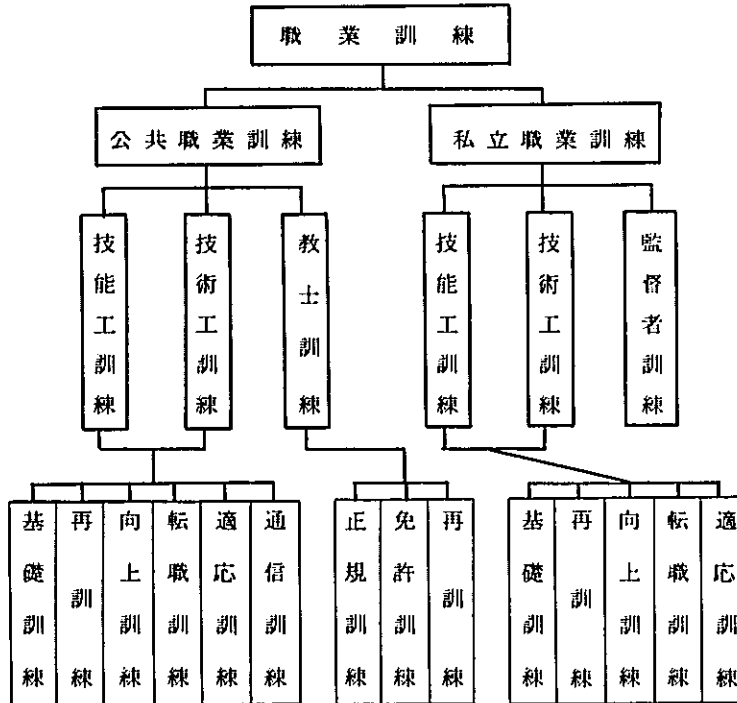 職業訓練
公共職業訓練
私立職業訓練
技能工訓練
技術工訓練
教士訓練
技能工訓練
技術工訓練
監督者訓練
基礎訓練
再訓練
向上訓練
転職訓練
適応訓練
通信訓練
正規訓練
免許訓練
再訓練
基礎訓練
再訓練
向上訓練
転職訓練
適応訓練